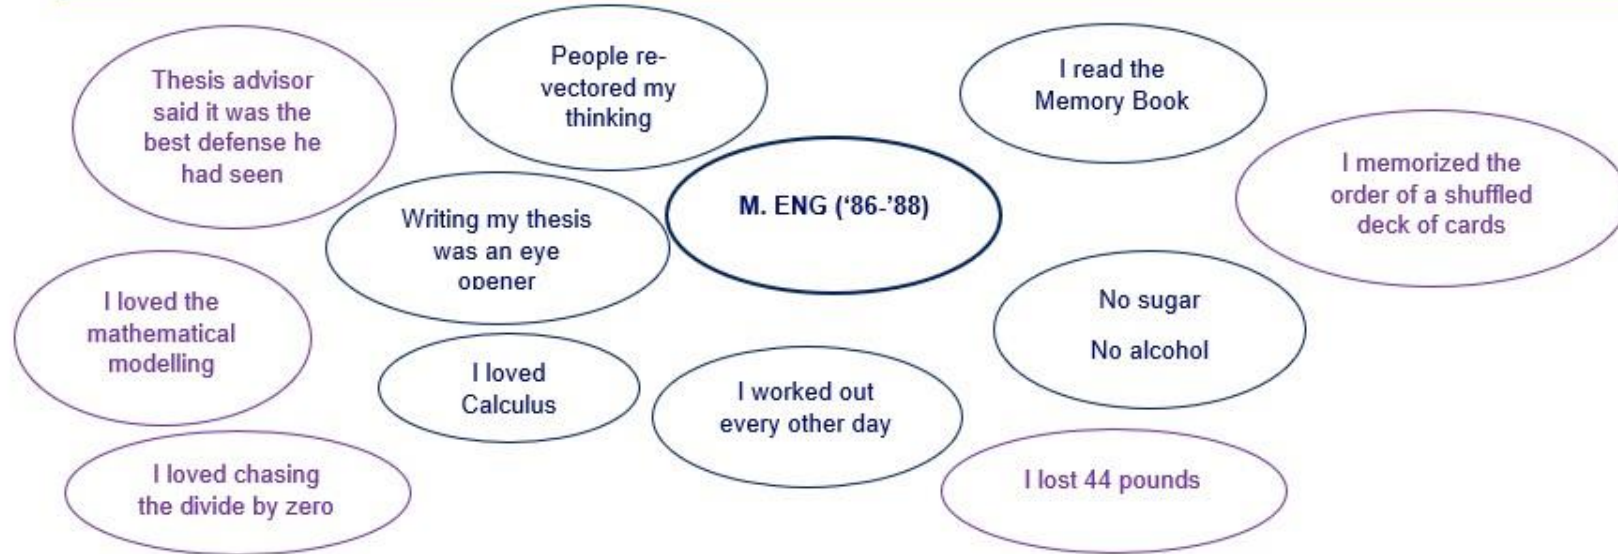 Thesis advisor
said it was the
best defense he
had seen
People re-
vectored my
thinking
I read the
Memory Book
I memorized the
order of a shuffled
deck of cards
Writing my thesis
was an eye
opener
M. ENG (‘86-’88)
I loved the
mathematical
modelling
I loved
Calculus
I worked out
every other day
No sugar
No alcohol
I loved chasing
the divide by zero
I lost 44 pounds